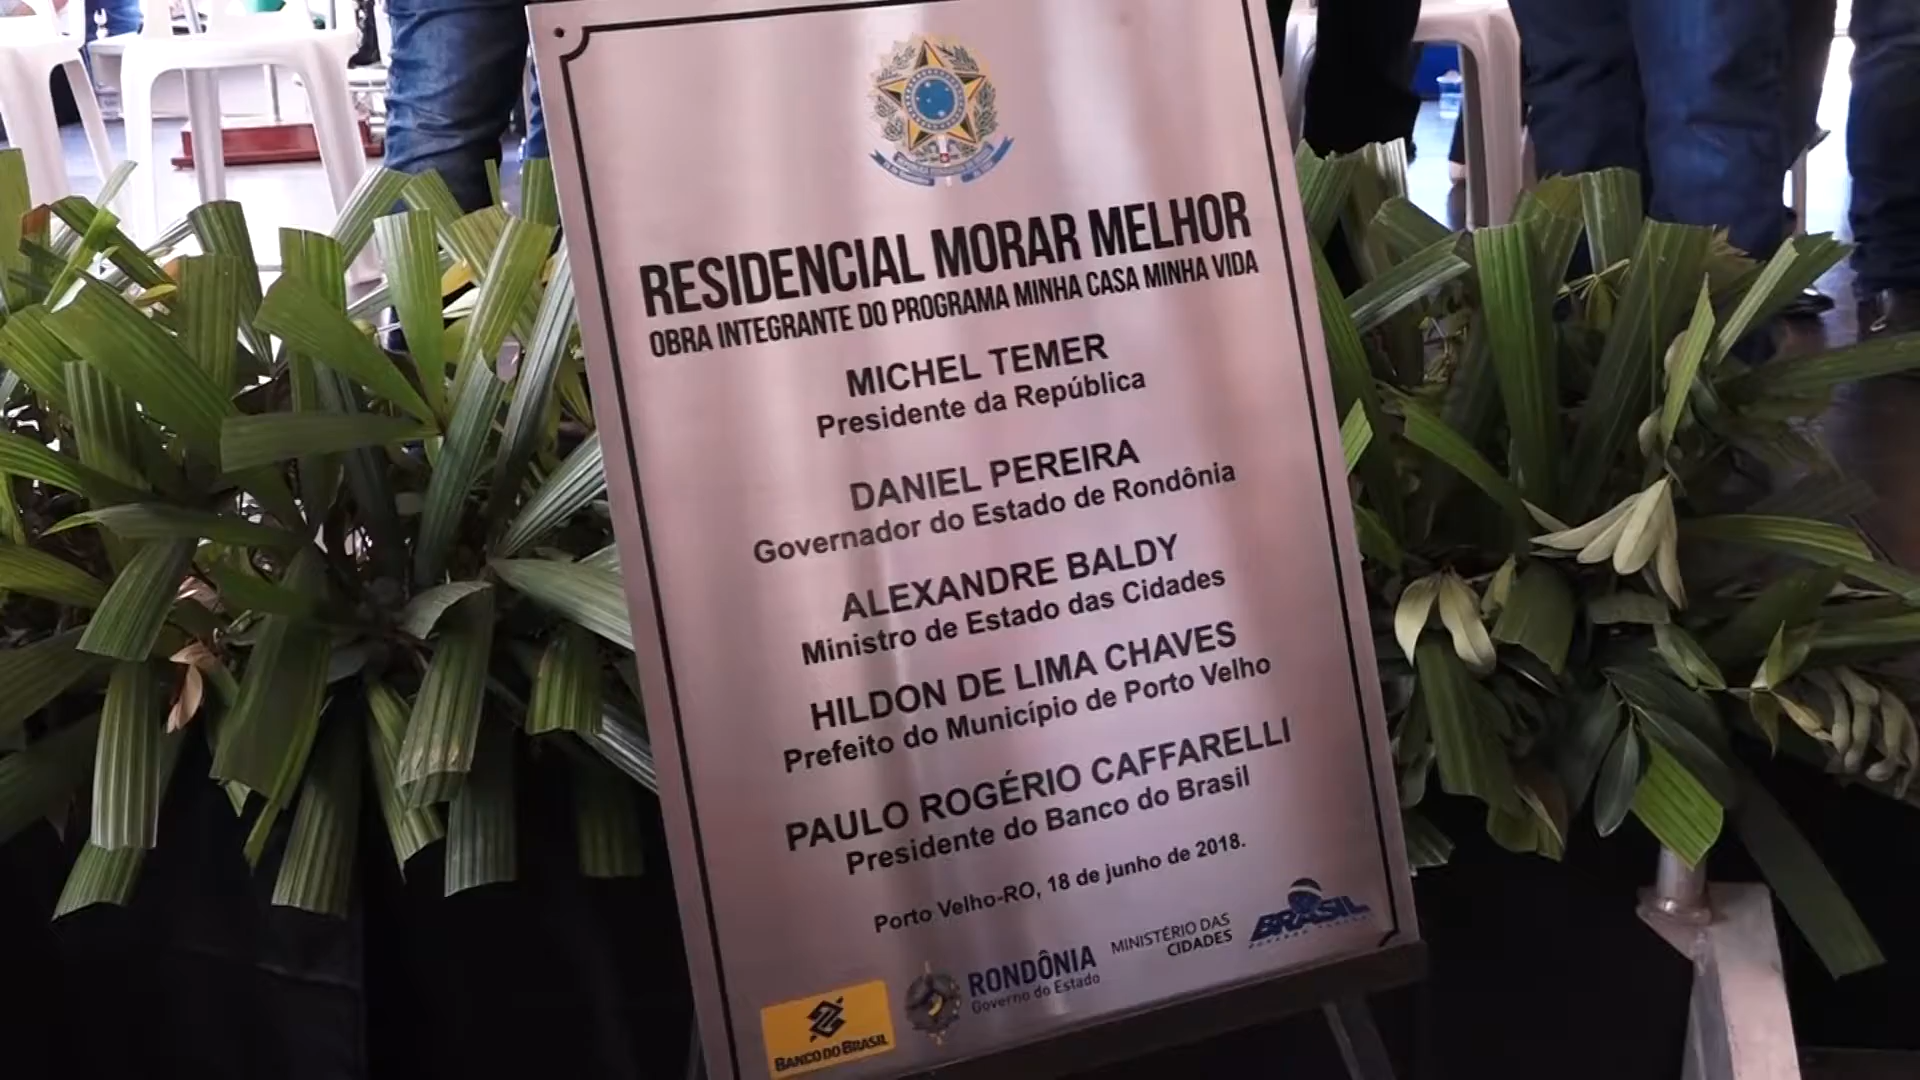 RESIDENCIAL MORAR MELHOR
OBRA INTEGRANTE DO PROGRAMA MINHA CASA MINHA VIDA
MICHEL TEMER
Presidente da República
DANIEL PEREIRA
Governador do Estado de Rondônia
ALEXANDRE BALDY
Ministro de Estado das Cidades
HILDON DE LIMA CHAVES
Prefeito do Município de Porto Velho
PAULO ROGÉRIO CAFFARELLI
Presidente do Banco do Brasil
Porto Velho-RO, 18 de junho de 2018.
BANCO DO BRASIL
RONDÔNIA
Governo do Estado
MINISTÉRIO DAS
CIDADES
BRASIL